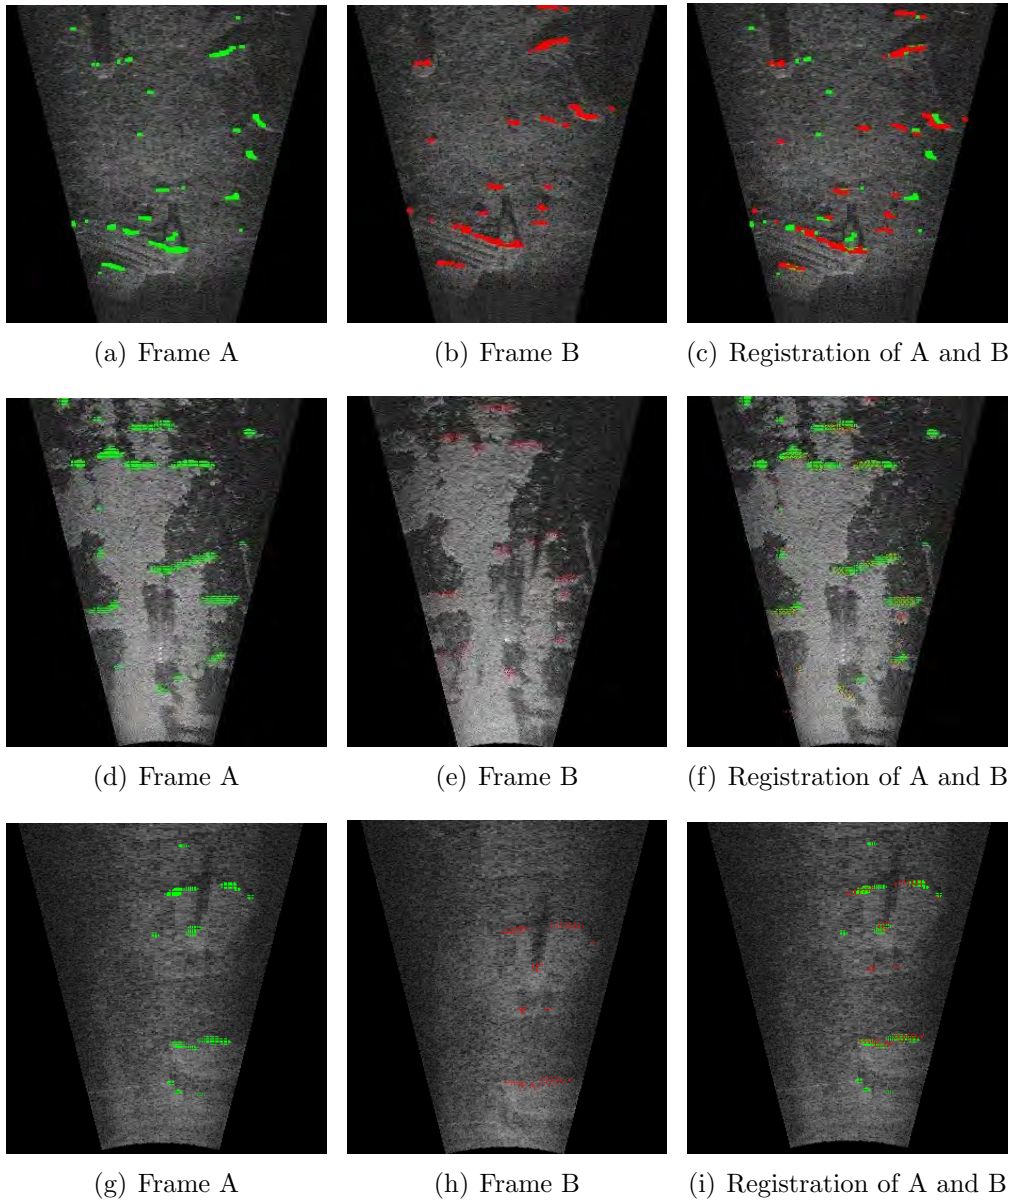 (a) Frame A
(b) Frame B
(c) Registration of A and B
(d) Frame A
(e) Frame B
(f) Registration of A and B
(g) Frame A
(h) Frame B
(i) Registration of A and B